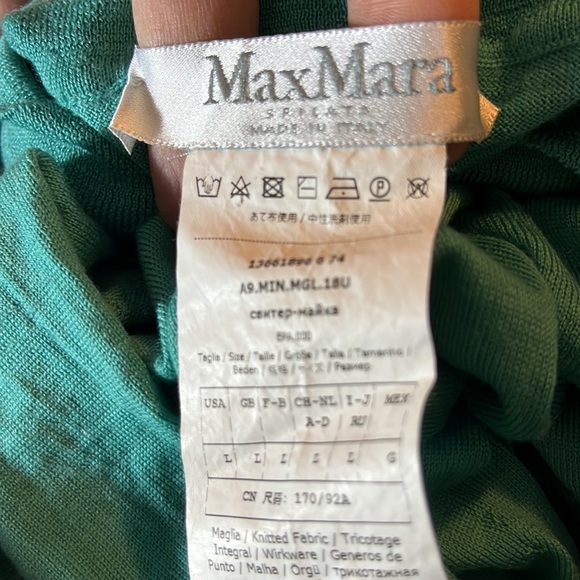 MaxMara
SFILATA
MADE IN ITALY
あて布使用 / 中性洗剤使用
13661896 6 74
A9.MIN.MGL.18U
свитер-майка
Taglia / Size / Taille / Größe / Talla / Tamanho /
Beden / 规格 / サイズ / Размер
USA GB F-B CH-NL I-J MEX
A-D RU
L L L L L G
CN 尺码: 170/92A
Maglia / Knitted Fabric / Tricotage
Integral / Wirkware / Generos de
Punto / Malha / Örgü / трикотажная